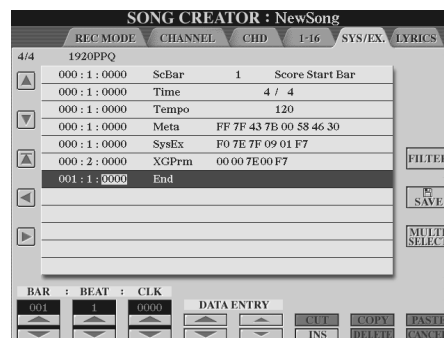 SONG CREATOR : NewSong
REC MODE CHANNEL CHD 1-16 SYS/EX. LYRICS
4/4 1920PPQ
000 : 1 : 0000 ScBar 1 Score Start Bar
000 : 1 : 0000 Time 4 / 4
000 : 1 : 0000 Tempo 120
000 : 1 : 0000 Meta FF 7F 43 7B 00 58 46 30
000 : 1 : 0000 SysEx F0 7E 7F 09 01 F7
000 : 2 : 0000 XGPrm 00 00 7E 00 F7
001 : 1 : 0000 End
FILTER
SAVE
MULTI
SELECT
BAR : BEAT : CLK
001 1 0000 DATA ENTRY
CUT COPY PASTE
INS DELETE CANCEL